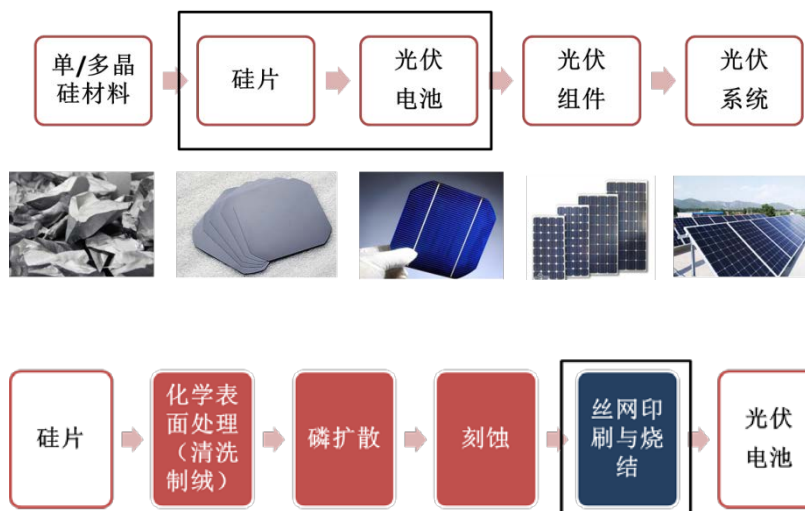 单/多晶
硅材料
硅片
光伏
电池
光伏
组件
光伏
系统
硅片
化学表
面处理
（清洗
制绒）
磷扩散
刻蚀
丝网印
刷与烧
结
光伏
电池